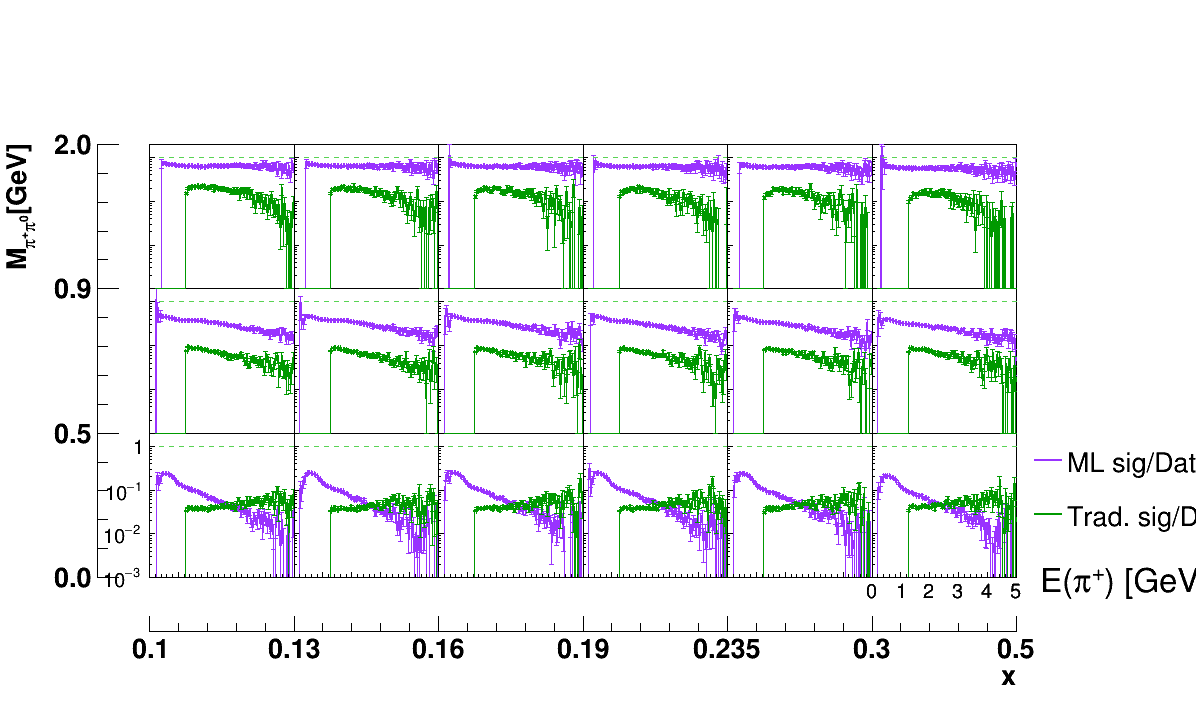 M_π⁺π⁰ [GeV]
2.0
0.9
0.5
0.0
1
10⁻¹
10⁻²
10⁻³
ML sig/Dat
Trad. sig/D
E(π⁺) [GeV
0 1 2 3 4 5
0.1 0.13 0.16 0.19 0.235 0.3 0.5
x